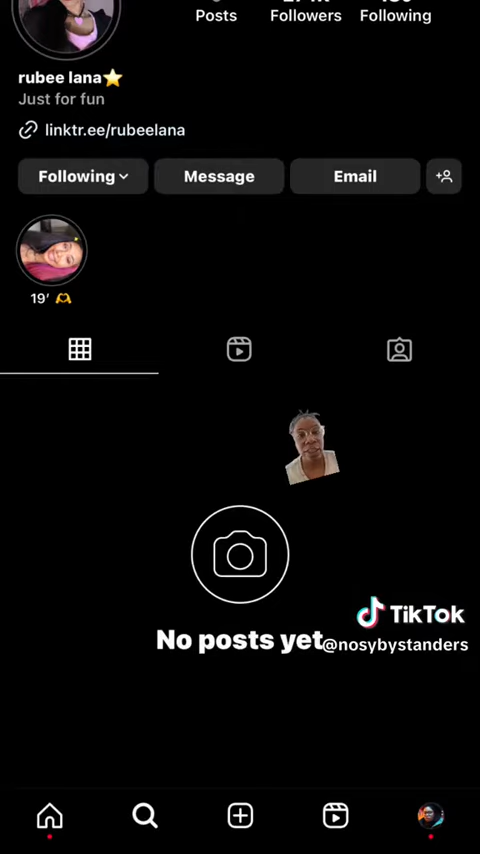 Posts Followers Following
rubee lana⭐
Just for fun
linktr.ee/rubeelana
Following Message Email
19' 🫶
TikTok
No posts yet
@nosybystanders